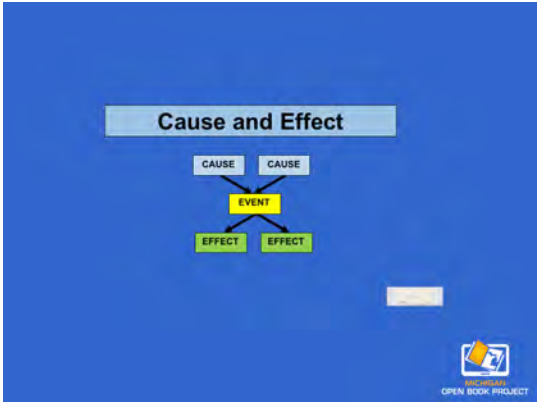 Cause and Effect
CAUSE CAUSE
EVENT
EFFECT EFFECT
MICHIGAN
OPEN BOOK PROJECT